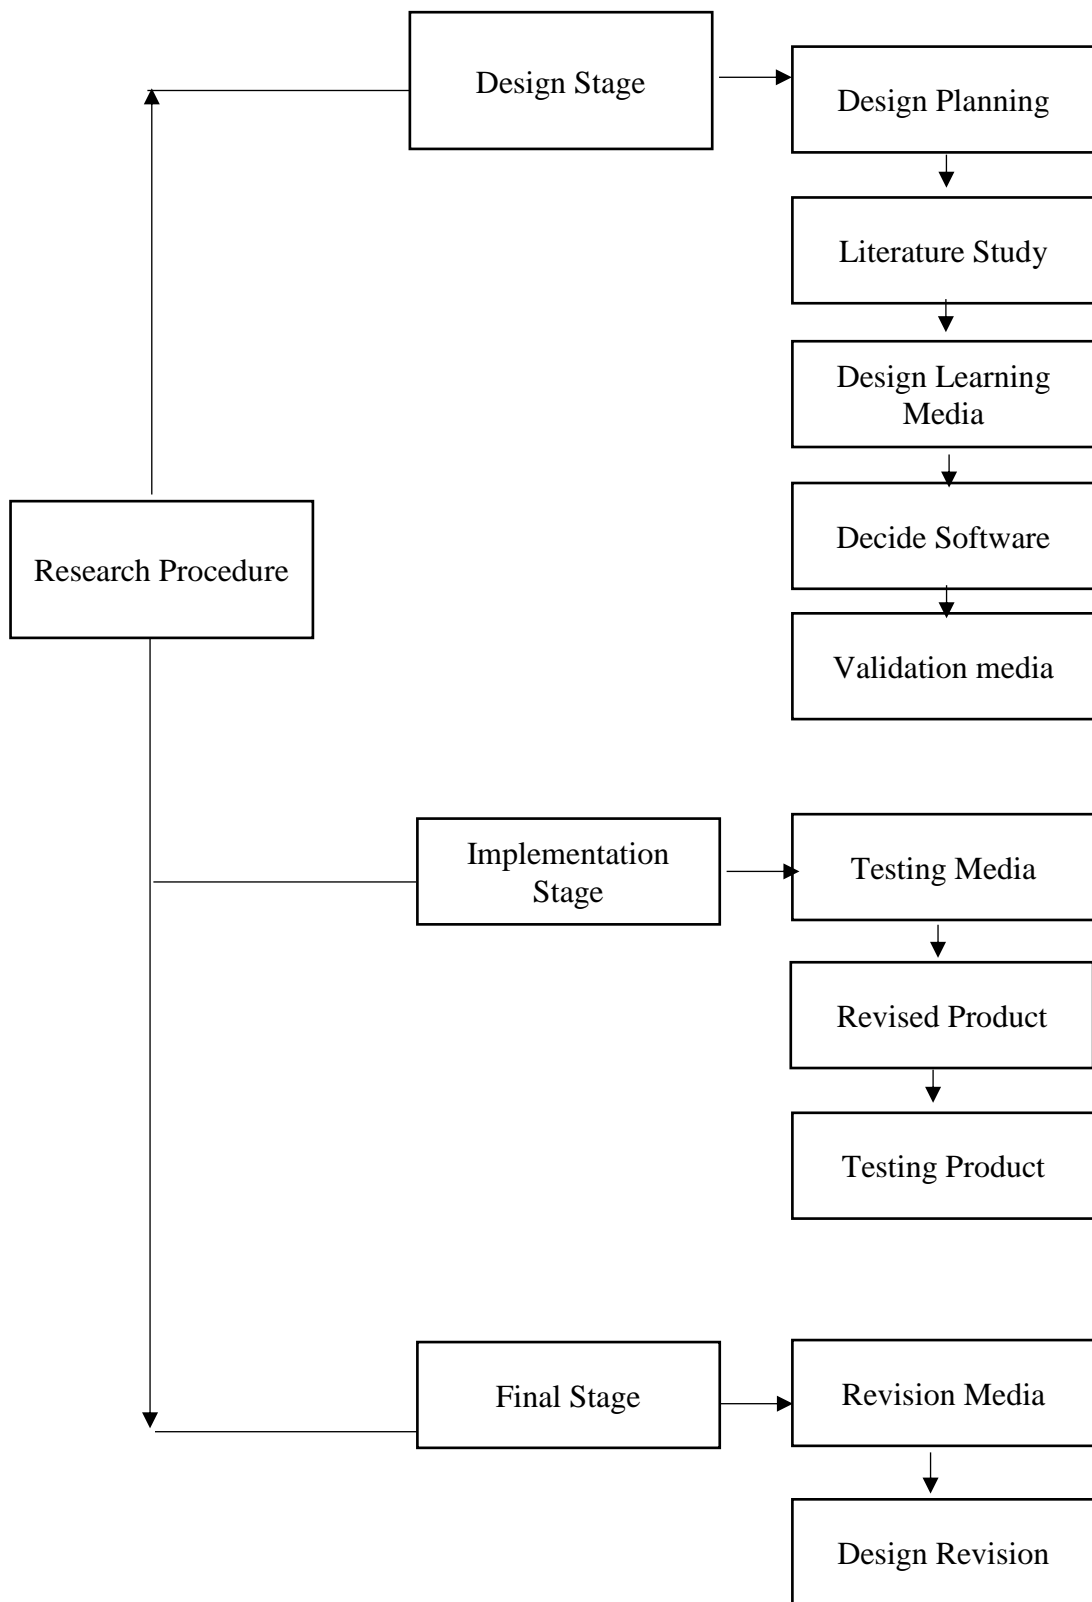 Design Stage
Design Planning
Literature Study
Design Learning
Media
Decide Software
Research Procedure
Validation media
Implementation
Stage
Testing Media
Revised Product
Testing Product
Final Stage
Revision Media
Design Revision